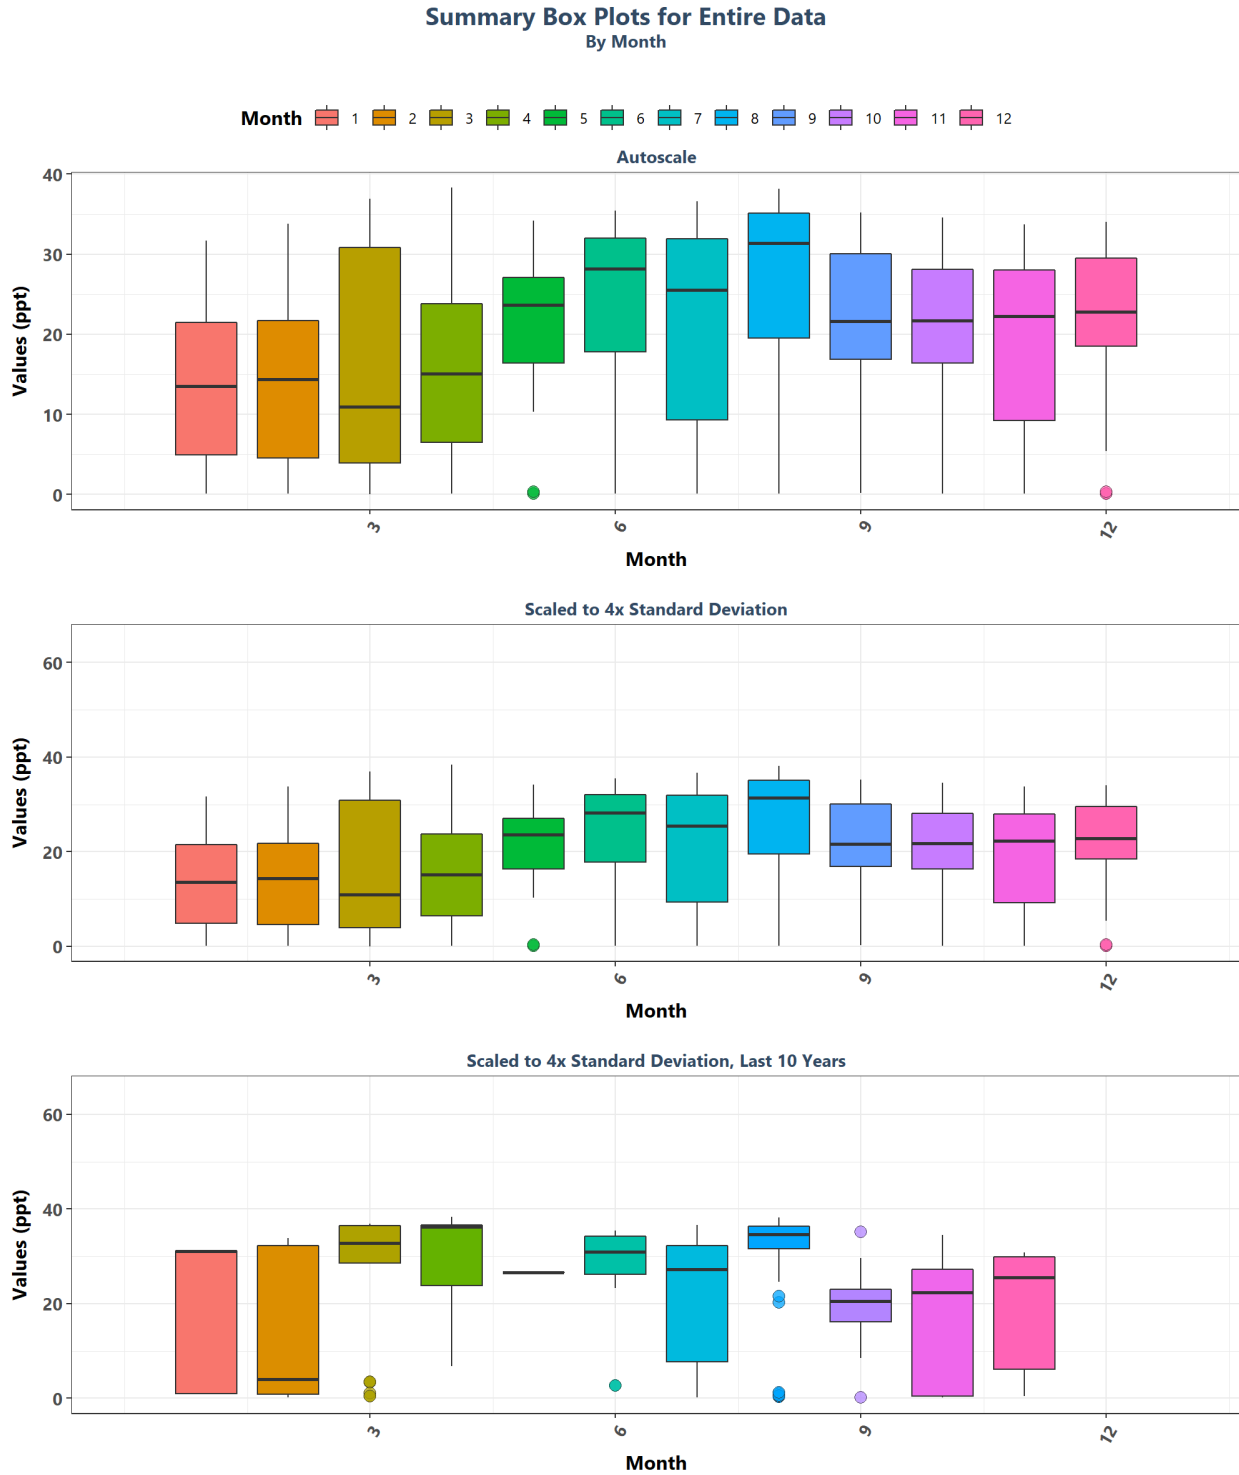 Summary Box Plots for Entire Data
By Month
Month 1 2 3 4 5 6 7 8 9 10 11 12
Autoscale
Values (ppt)
40
30
20
10
0
3 6 9 12
Month
Scaled to 4x Standard Deviation
Values (ppt)
60
40
20
0
3 6 9 12
Month
Scaled to 4x Standard Deviation, Last 10 Years
Values (ppt)
60
40
20
0
3 6 9 12
Month